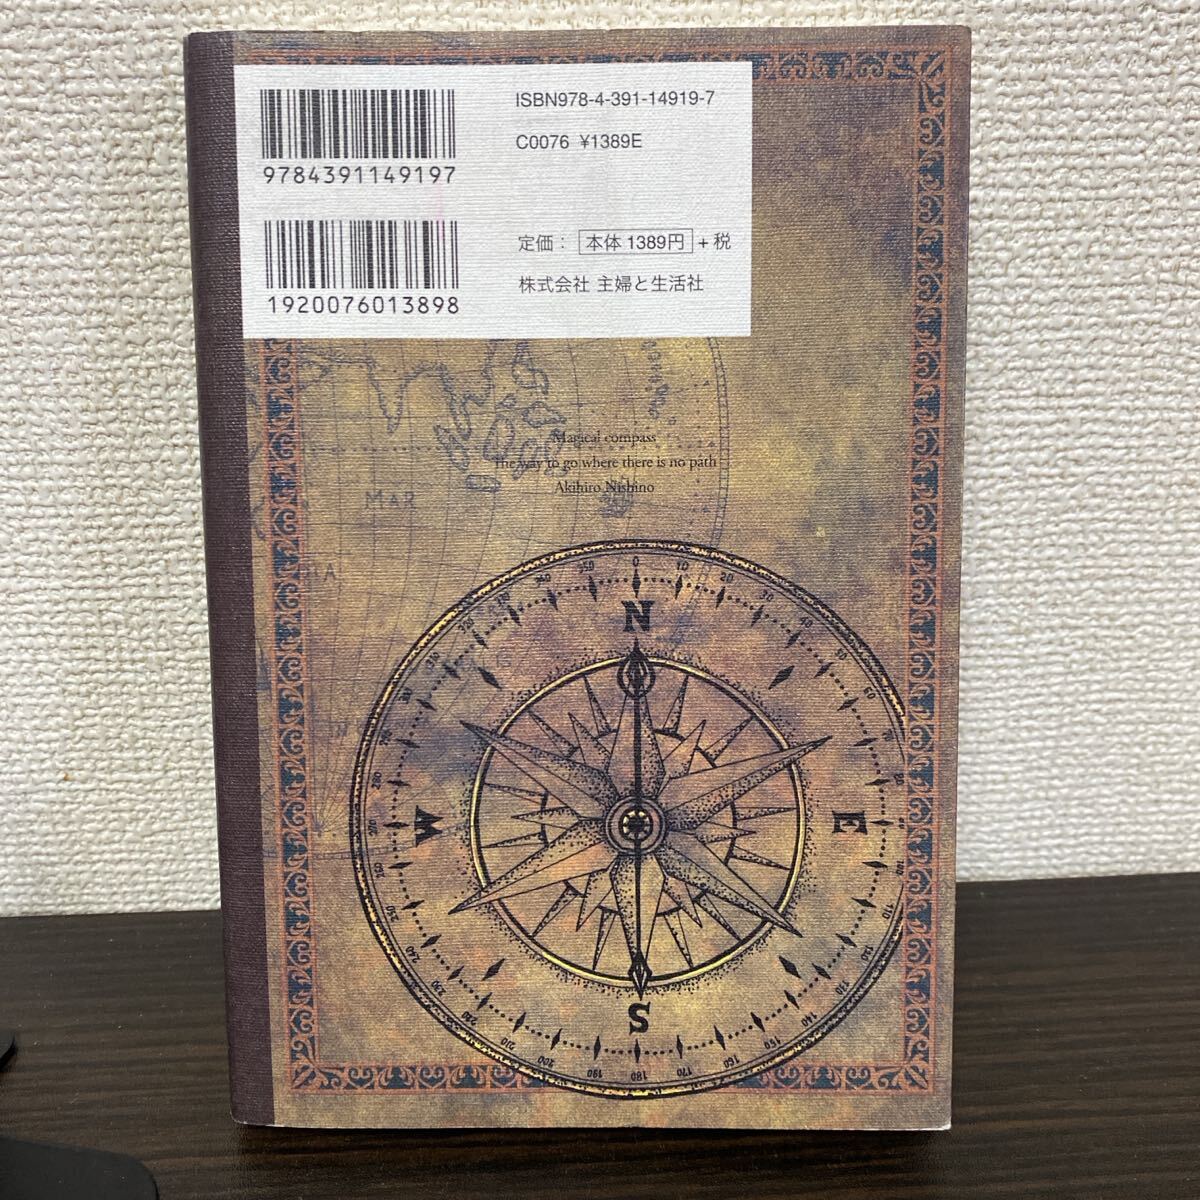 ISBN978-4-391-14919-7
C0076 ¥1389E
9784391149197
定価： 本体 1389円 + 税
株式会社 主婦と生活社
1920076013898
Magical compass
The way to go where there is no path
Akihiro Nishino
MAR
N
W
E
S